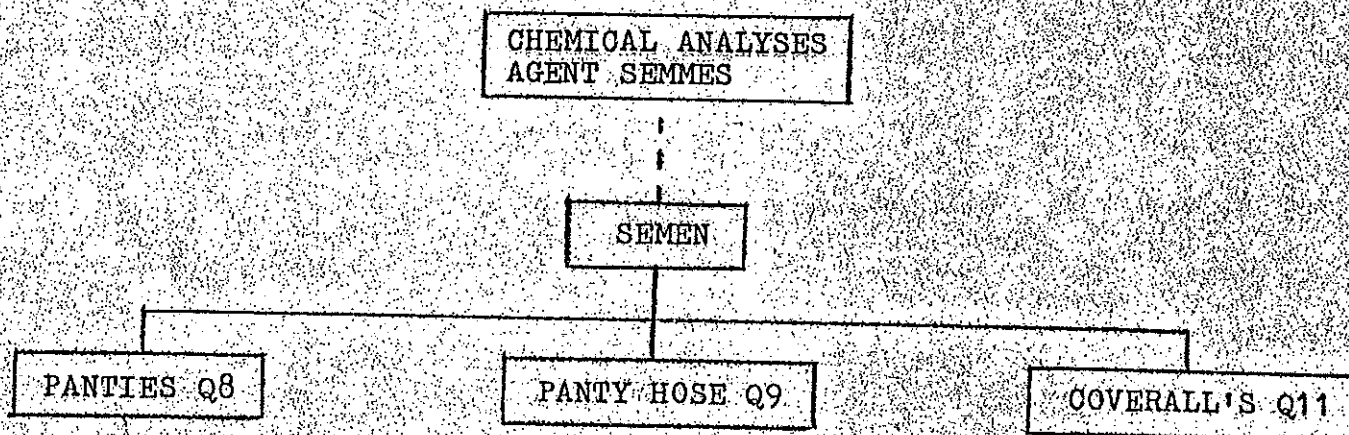 CHEMICAL ANALYSES
AGENT SEMMES
SEMEN
PANTIES Q8
PANTY HOSE Q9
COVERALL'S Q11